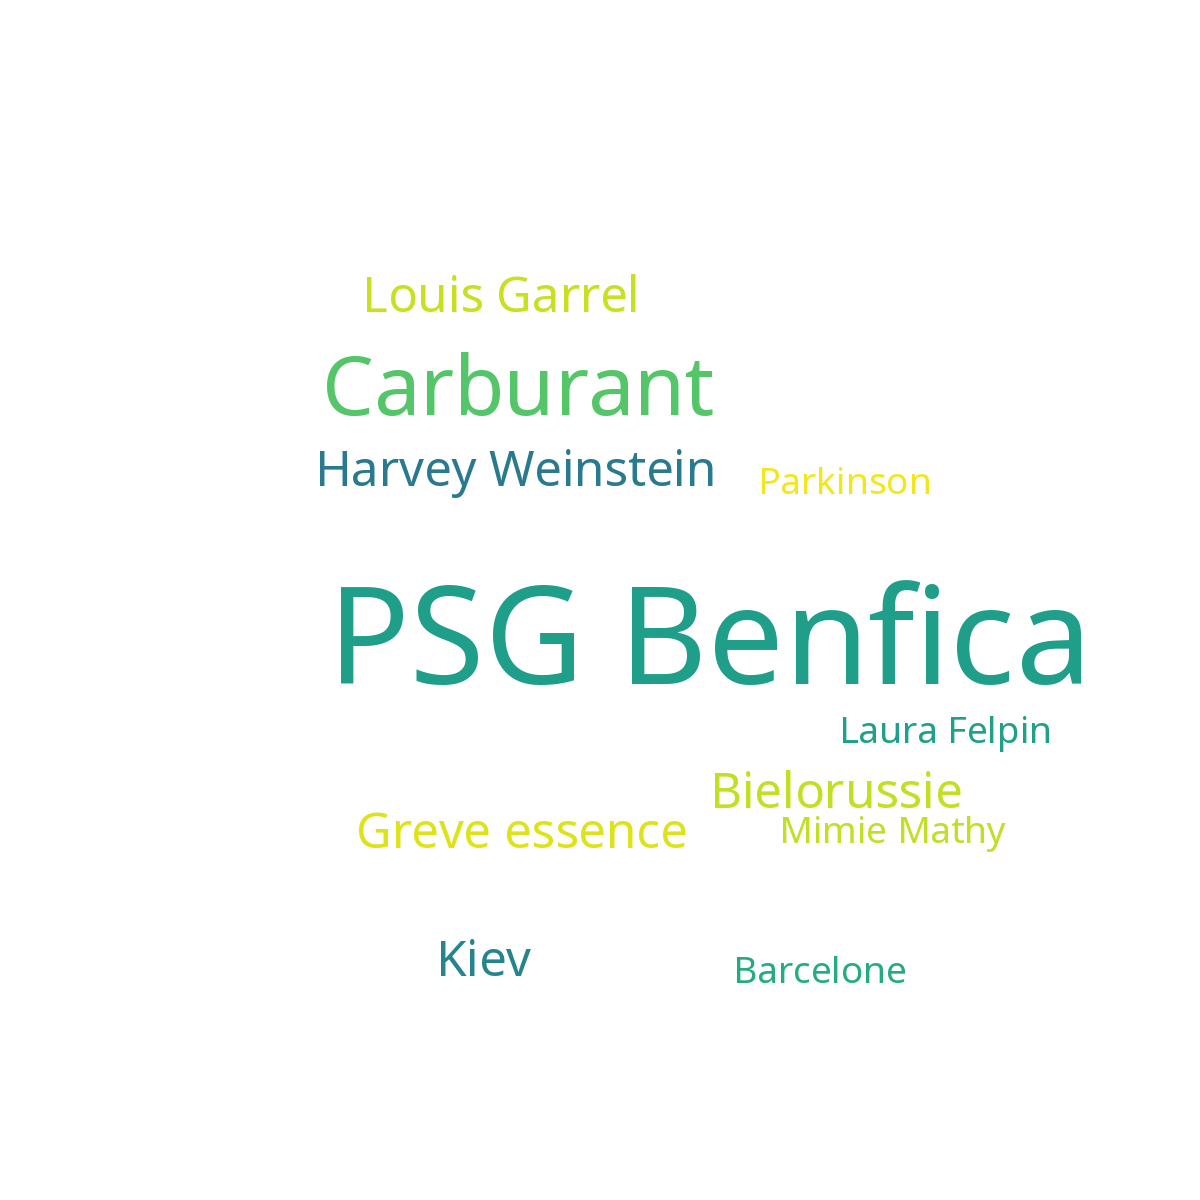 Louis Garrel
Carburant
Harvey Weinstein
Parkinson
PSG Benfica
Laura Felpin
Bielorussie
Greve essence
Mimie Mathy
Kiev
Barcelone